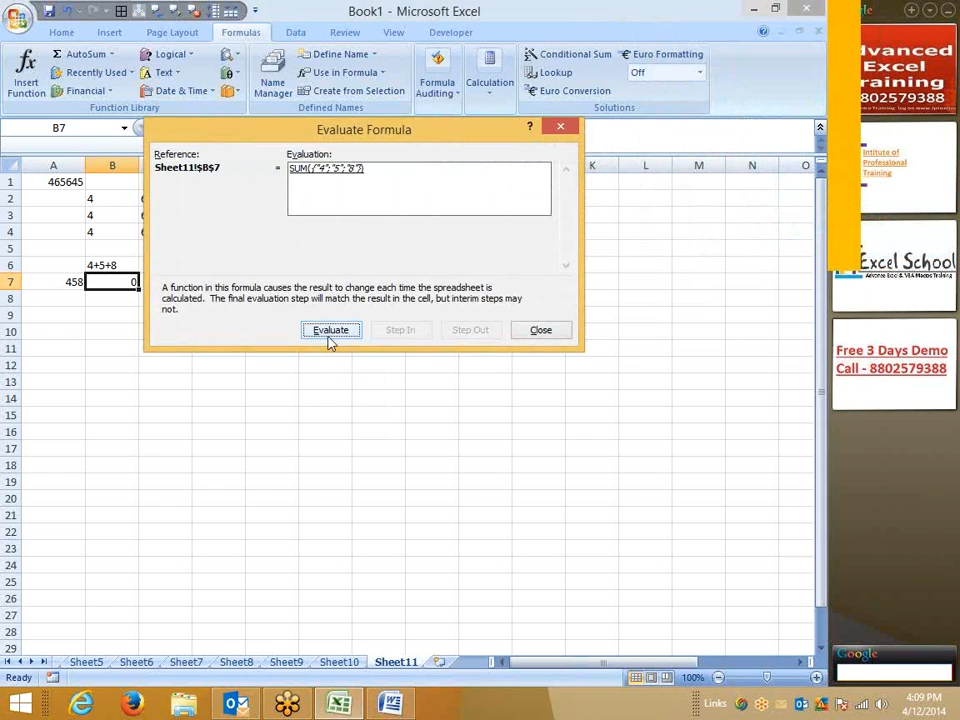 Book1 - Microsoft Excel
Home
Insert
Page Layout
Formulas
Data
Review
View
Developer
fx
Insert
Function
Σ AutoSum
Recently Used
Financial
Logical
Text
Date & Time
Function Library
Name
Manager
Define Name
Use in Formula
Create from Selection
Defined Names
Formula
Auditing
Calculation
Conditional Sum
Lookup
Euro Conversion
Euro Formatting
Off
Solutions
B7
Evaluate Formula
?
Reference:
Sheet11!$B$7
=
Evaluation:
SUM({"4";"5";"8"})
A function in this formula causes the result to change each time the spreadsheet is
calculated. The final evaluation step will match the result in the cell, but interim steps may
not.
Evaluate
Step In
Step Out
Close
A B K L M N O
1 465645
2 4 6
3 4 6
4 4 6
5
6 4+5+8
7 458 0
8
9
10
11
12
13
14
15
16
17
18
19
20
21
22
23
24
25
26
27
28
29
Sheet5 Sheet6 Sheet7 Sheet8 Sheet9 Sheet10 Sheet11
Ready
100%
Links
4:09 PM
4/12/2014
Advanced
Excel
Training
8802579388
Intitute of
Professional
Training
Excel School
Free 3 Days Demo
Call - 8802579388
Google